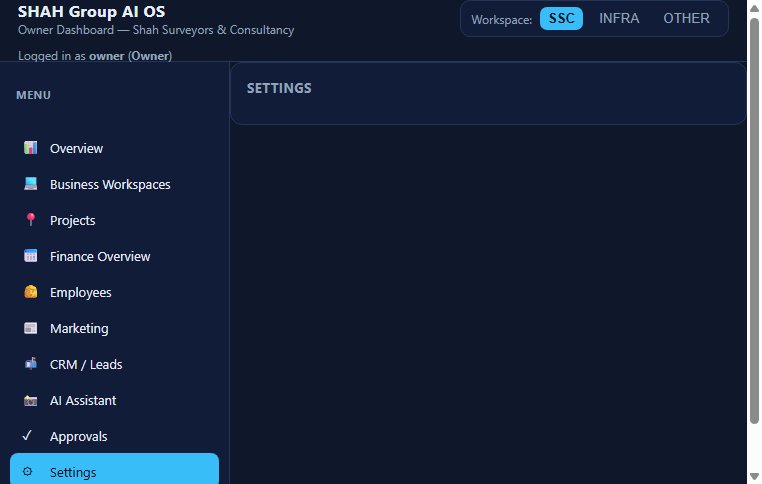 SHAH Group AI OS
Owner Dashboard — Shah Surveyors & Consultancy
Logged in as owner (Owner)
Workspace: SSC INFRA OTHER
MENU
Overview
Business Workspaces
Projects
Finance Overview
Employees
Marketing
CRM / Leads
AI Assistant
Approvals
Settings
SETTINGS